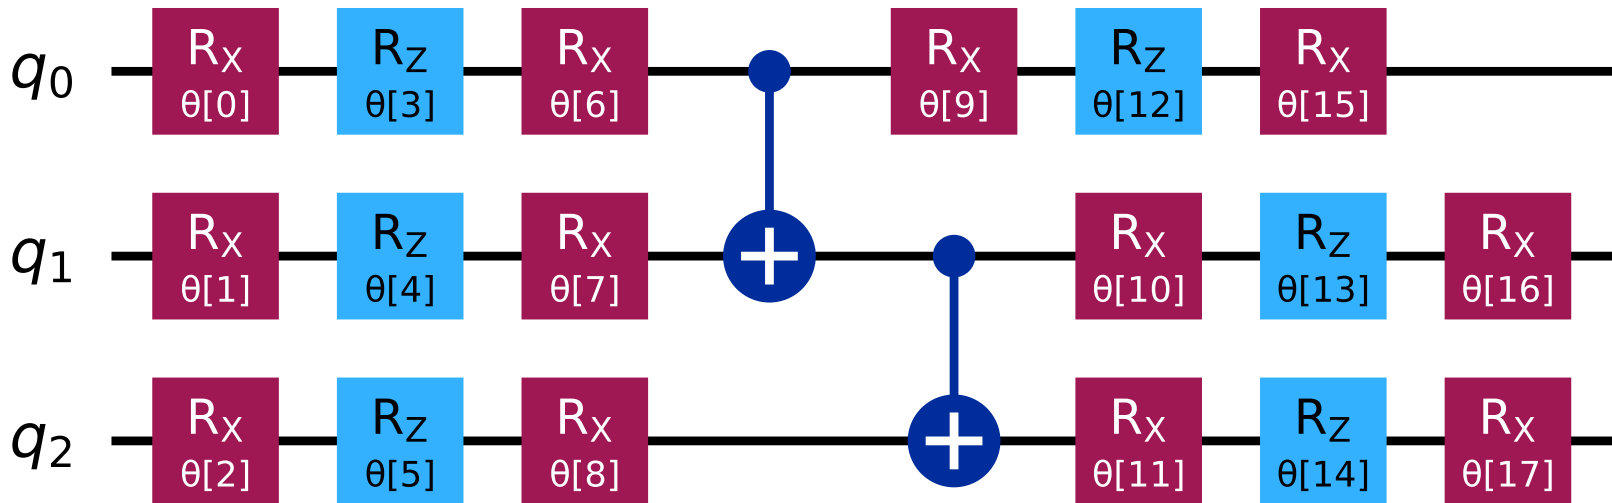 q0 RX RZ RX RX RZ RX
θ[0] θ[3] θ[6] θ[9] θ[12] θ[15]
q1 RX RZ RX RX RZ RX
θ[1] θ[4] θ[7] θ[10] θ[13] θ[16]
q2 RX RZ RX RX RZ RX
θ[2] θ[5] θ[8] θ[11] θ[14] θ[17]